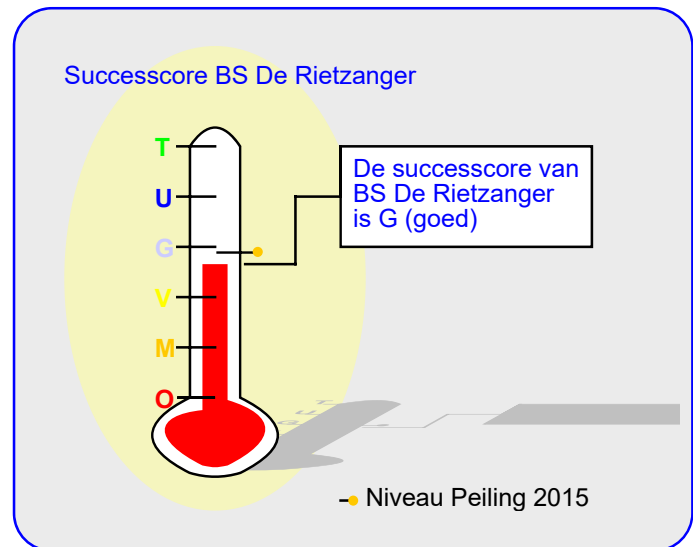 Successcore BS De Rietzanger
T
U
G
V
M
O
De successcore van
BS De Rietzanger
is G (goed)
T
U
G
Niveau Peiling 2015